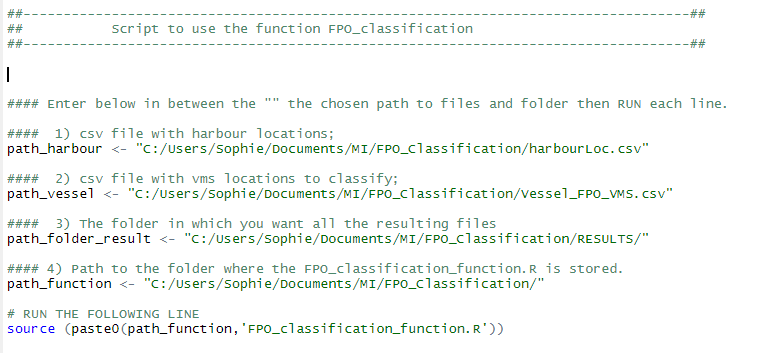 ##-----------------------------------------------------------------------------------##
##           Script to use the function FPO_classification
##-----------------------------------------------------------------------------------##
#### Enter below in between the "" the chosen path to files and folder then RUN each line.
####  1) csv file with harbour locations;
path_harbour <- "C:/Users/Sophie/Documents/MI/FPO_Classification/harbourLoc.csv"
####  2) csv file with vms locations to classify;
path_vessel <- "C:/Users/Sophie/Documents/MI/FPO_Classification/Vessel_FPO_VMS.csv"
####  3) The folder in which you want all the resulting files
path_folder_result <- "C:/Users/Sophie/Documents/MI/FPO_Classification/RESULTS/"
#### 4) Path to the folder where the FPO_classification_function.R is stored.
path_function <- "C:/Users/Sophie/Documents/MI/FPO_Classification/"
# RUN THE FOLLOWING LINE
source (paste0(path_function,'FPO_classification_function.R'))